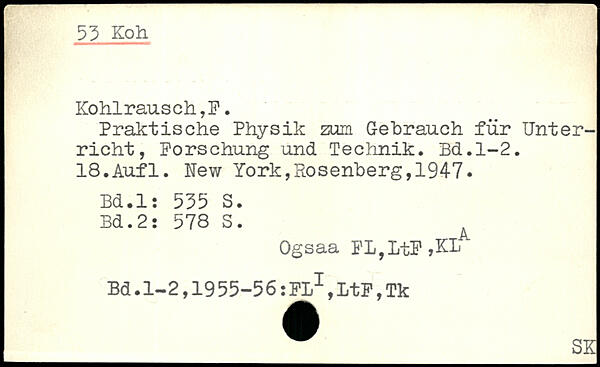 53 Koh
Kohlrausch,F.
Praktische Physik zum Gebrauch für Unter-
richt, Forschung und Technik. Bd.1-2.
18.Aufl. New York,Rosenberg,1947.
Bd.1: 535 S.
Bd.2: 578 S.
Ogsaa FL,LtF,KLA
Bd.1-2,1955-56:FLI,LtF,Tk
SK